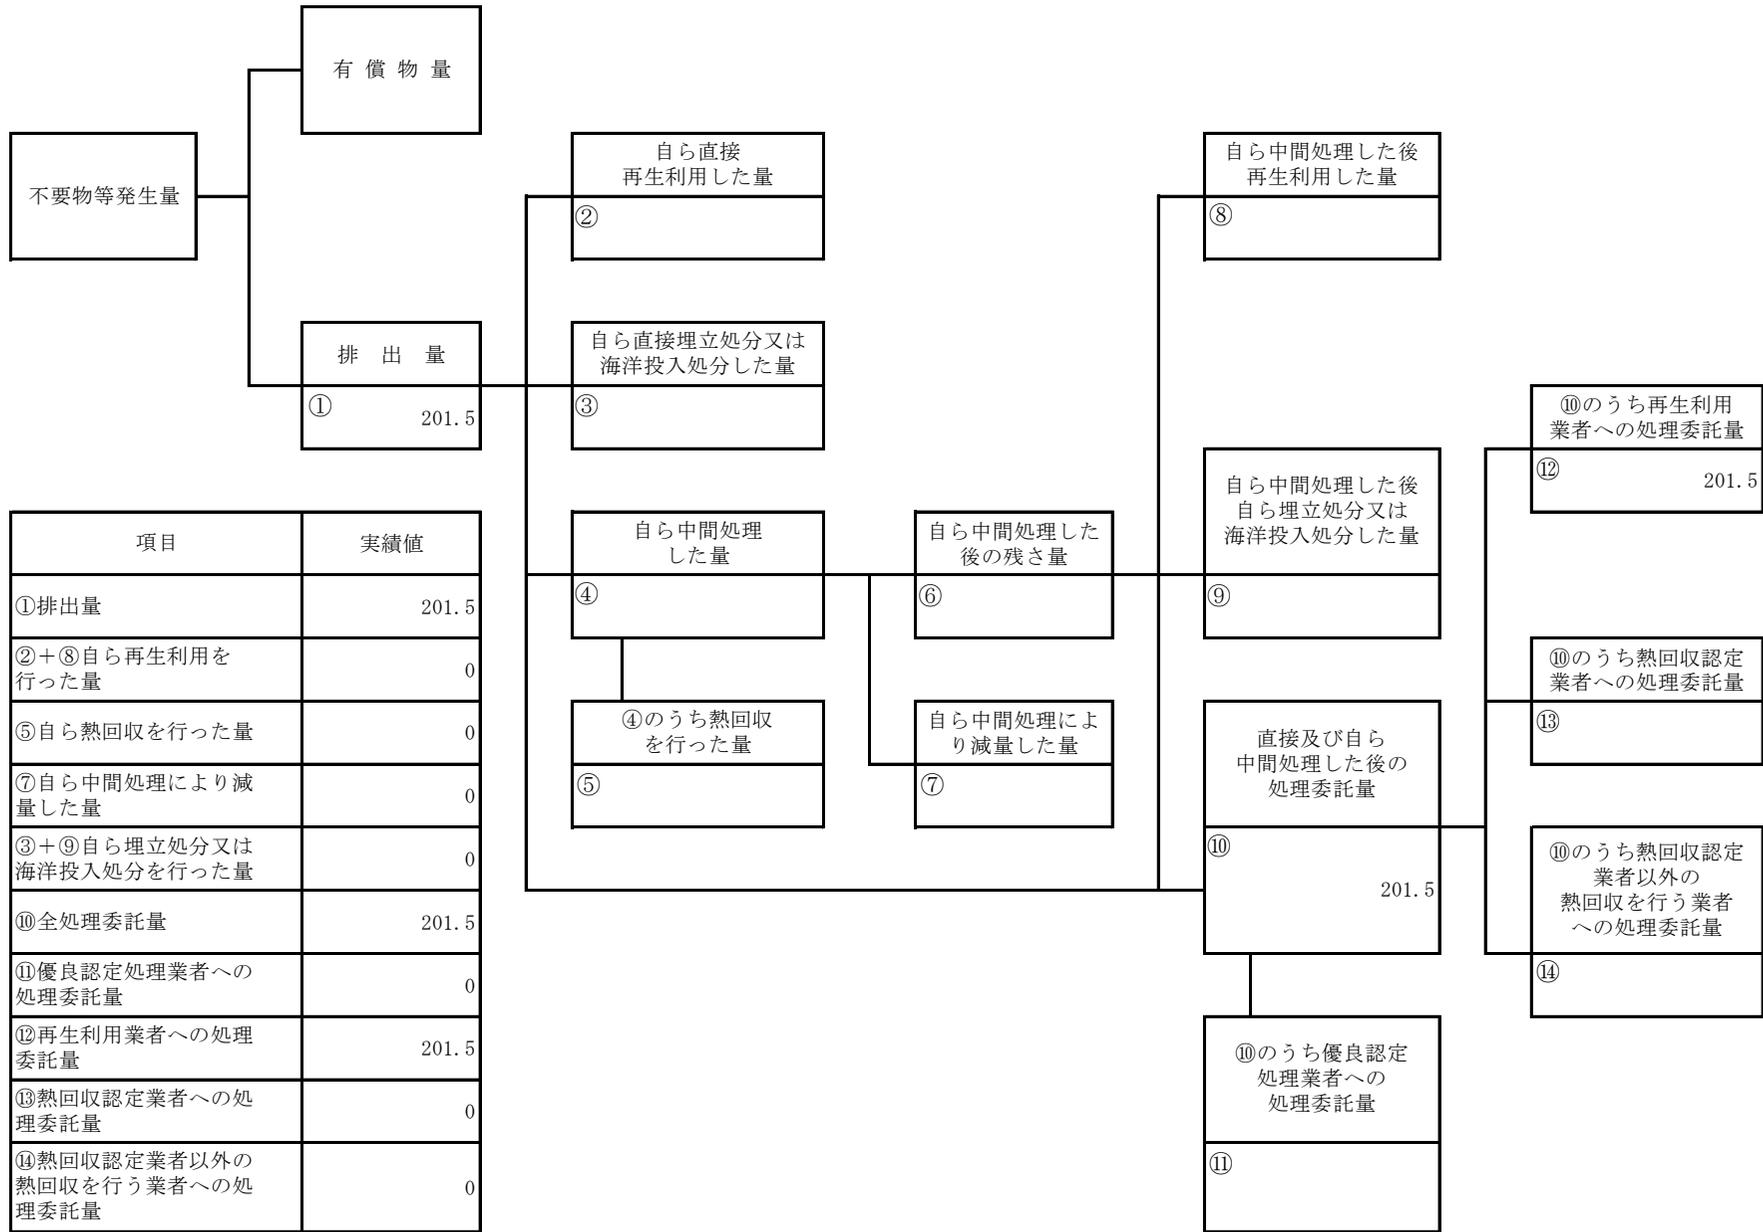 有償物量
不要物等発生量
自ら直接
再生利用した量
②
自ら中間処理した後
再生利用した量
⑧
排出量
①
201.5
自ら直接埋立処分又は
海洋投入処分した量
③
⑩のうち再生利用
業者への処理委託量
⑫
201.5
自ら中間処理
した量
④
自ら中間処理した
後の残さ量
⑥
自ら中間処理した後
自ら埋立処分又は
海洋投入処分した量
⑨
⑩のうち熱回収認定
業者への処理委託量
⑬
④のうち熱回収
を行った量
⑤
自ら中間処理によ
り減量した量
⑦
直接及び自ら
中間処理した後の
処理委託量
⑩
201.5
⑩のうち熱回収認定
業者以外の
熱回収を行う業者
への処理委託量
⑭
⑩のうち優良認定
処理業者への
処理委託量
⑪
項目 実績値
①排出量 201.5
②+⑧自ら再生利用を
行った量 0
⑤自ら熱回収を行った量 0
⑦自ら中間処理により減
量した量 0
③+⑨自ら埋立処分又は
海洋投入処分を行った量 0
⑩全処理委託量 201.5
⑪優良認定処理業者への
処理委託量 0
⑫再生利用業者への処理
委託量 201.5
⑬熱回収認定業者への処
理委託量 0
⑭熱回収認定業者以外の
熱回収を行う業者への処
理委託量 0